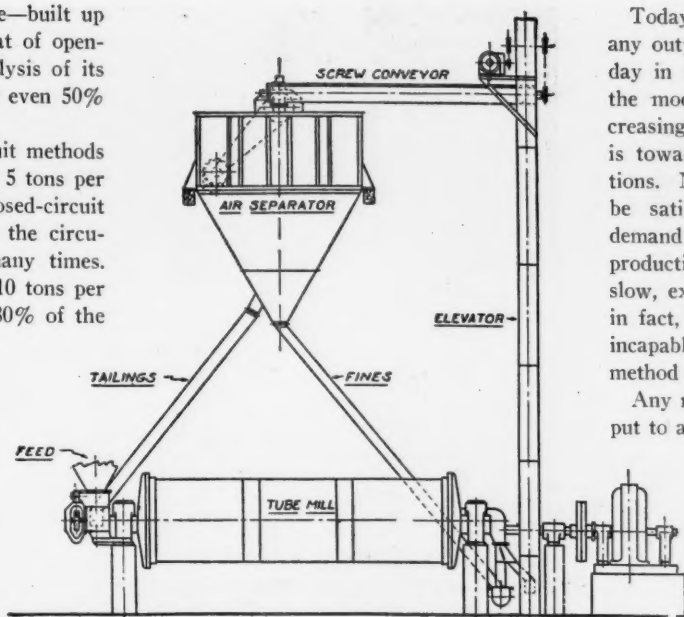 e—built up
at of open-
lysis of its
even 50%
uit methods
5 tons per
osed-circuit
the circu-
nany times.
10 tons per
80% of the
SCREW CONVEYOR
AIR SEPARATOR
ELEVATOR
TAILINGS
FINES
FEED
TUBE MILL
Today
any out
day in
the mod
creasing
is towa
tions.
be sati
demand
producti
slow, ex
in fact,
incapabl
method
Any
put to a